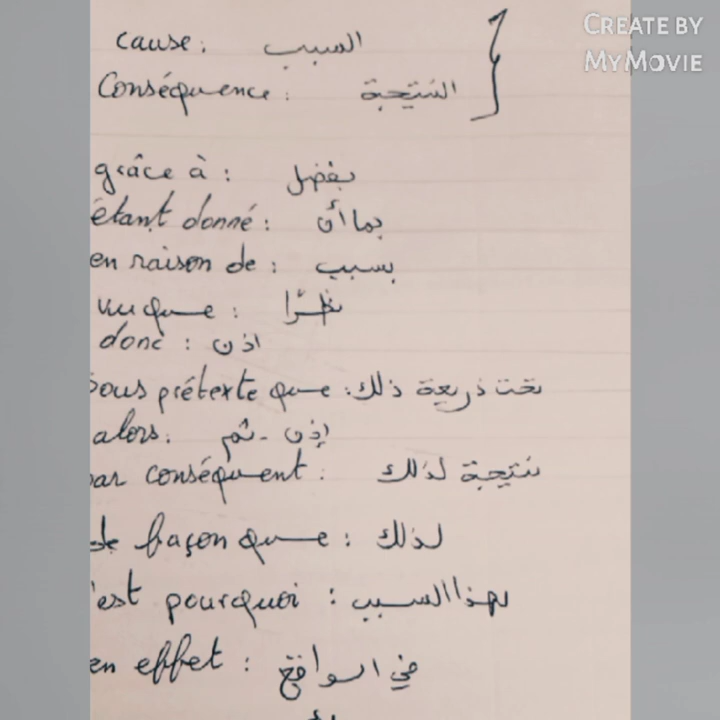 CREATE BY
MYMOVIE
cause : السبب
Conséquence : النتيجة
grâce à : بفضل
étant donné : بما أن
en raison de : بسبب
vu que : نظرًا
donc : اذن
sous prétexte que : تحت ذريعة ذلك
alors : إذن - ثم
par conséquent : نتيجة لذلك
de façon que : لذلك
c'est pourquoi : لهذا السبب
en effet : في الواقع